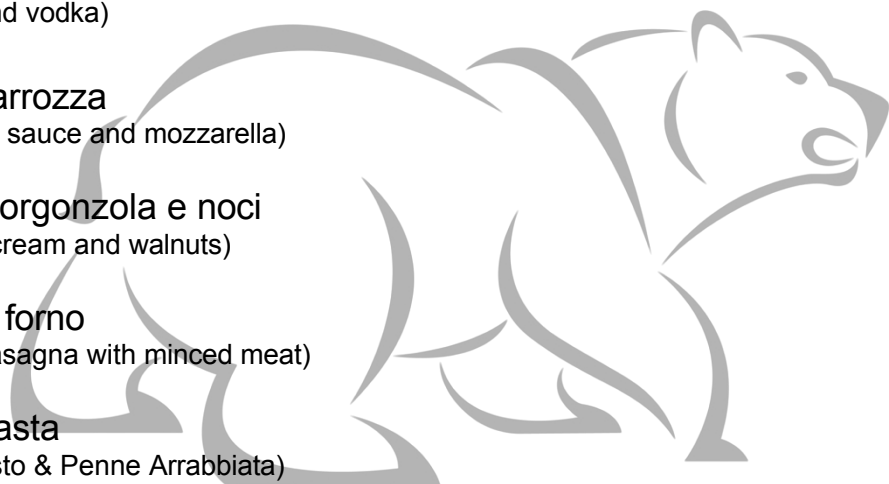 nd vodka)
arrozza
sauce and mozzarella)
orgonzola e noci
cream and walnuts)
forno
asagna with minced meat)
asta
sto & Penne Arrabbiata)